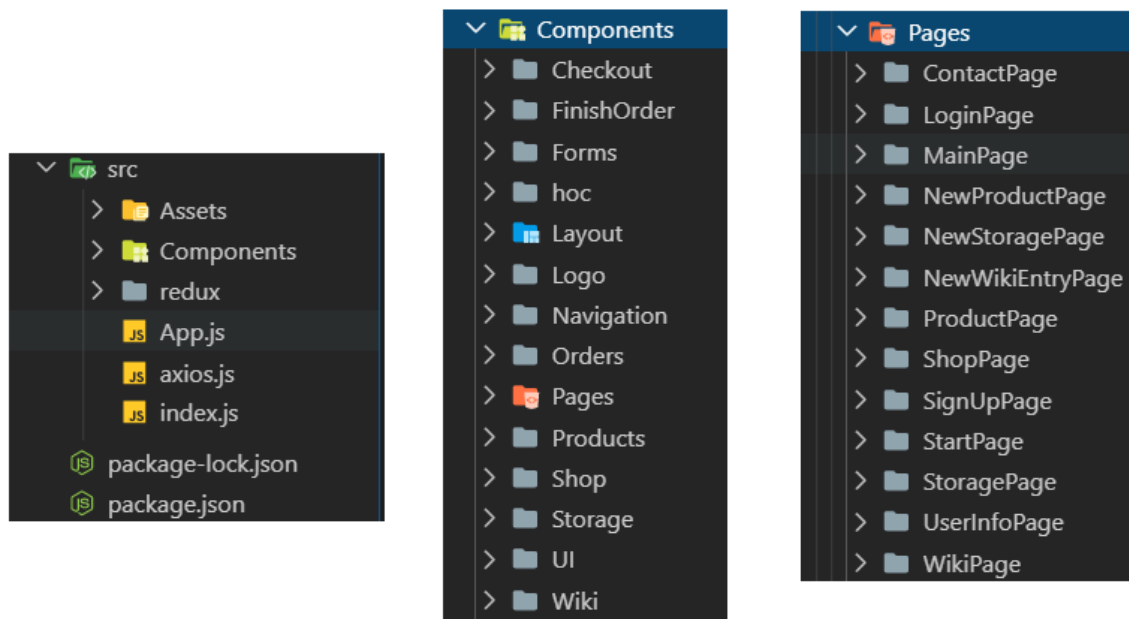 src
Assets
Components
redux
App.js
axios.js
index.js
package-lock.json
package.json
Components
Checkout
FinishOrder
Forms
hoc
Layout
Logo
Navigation
Orders
Pages
Products
Shop
Storage
UI
Wiki
Pages
ContactPage
LoginPage
MainPage
NewProductPage
NewStoragePage
NewWikiEntryPage
ProductPage
ShopPage
SignUpPage
StartPage
StoragePage
UserInfoPage
WikiPage